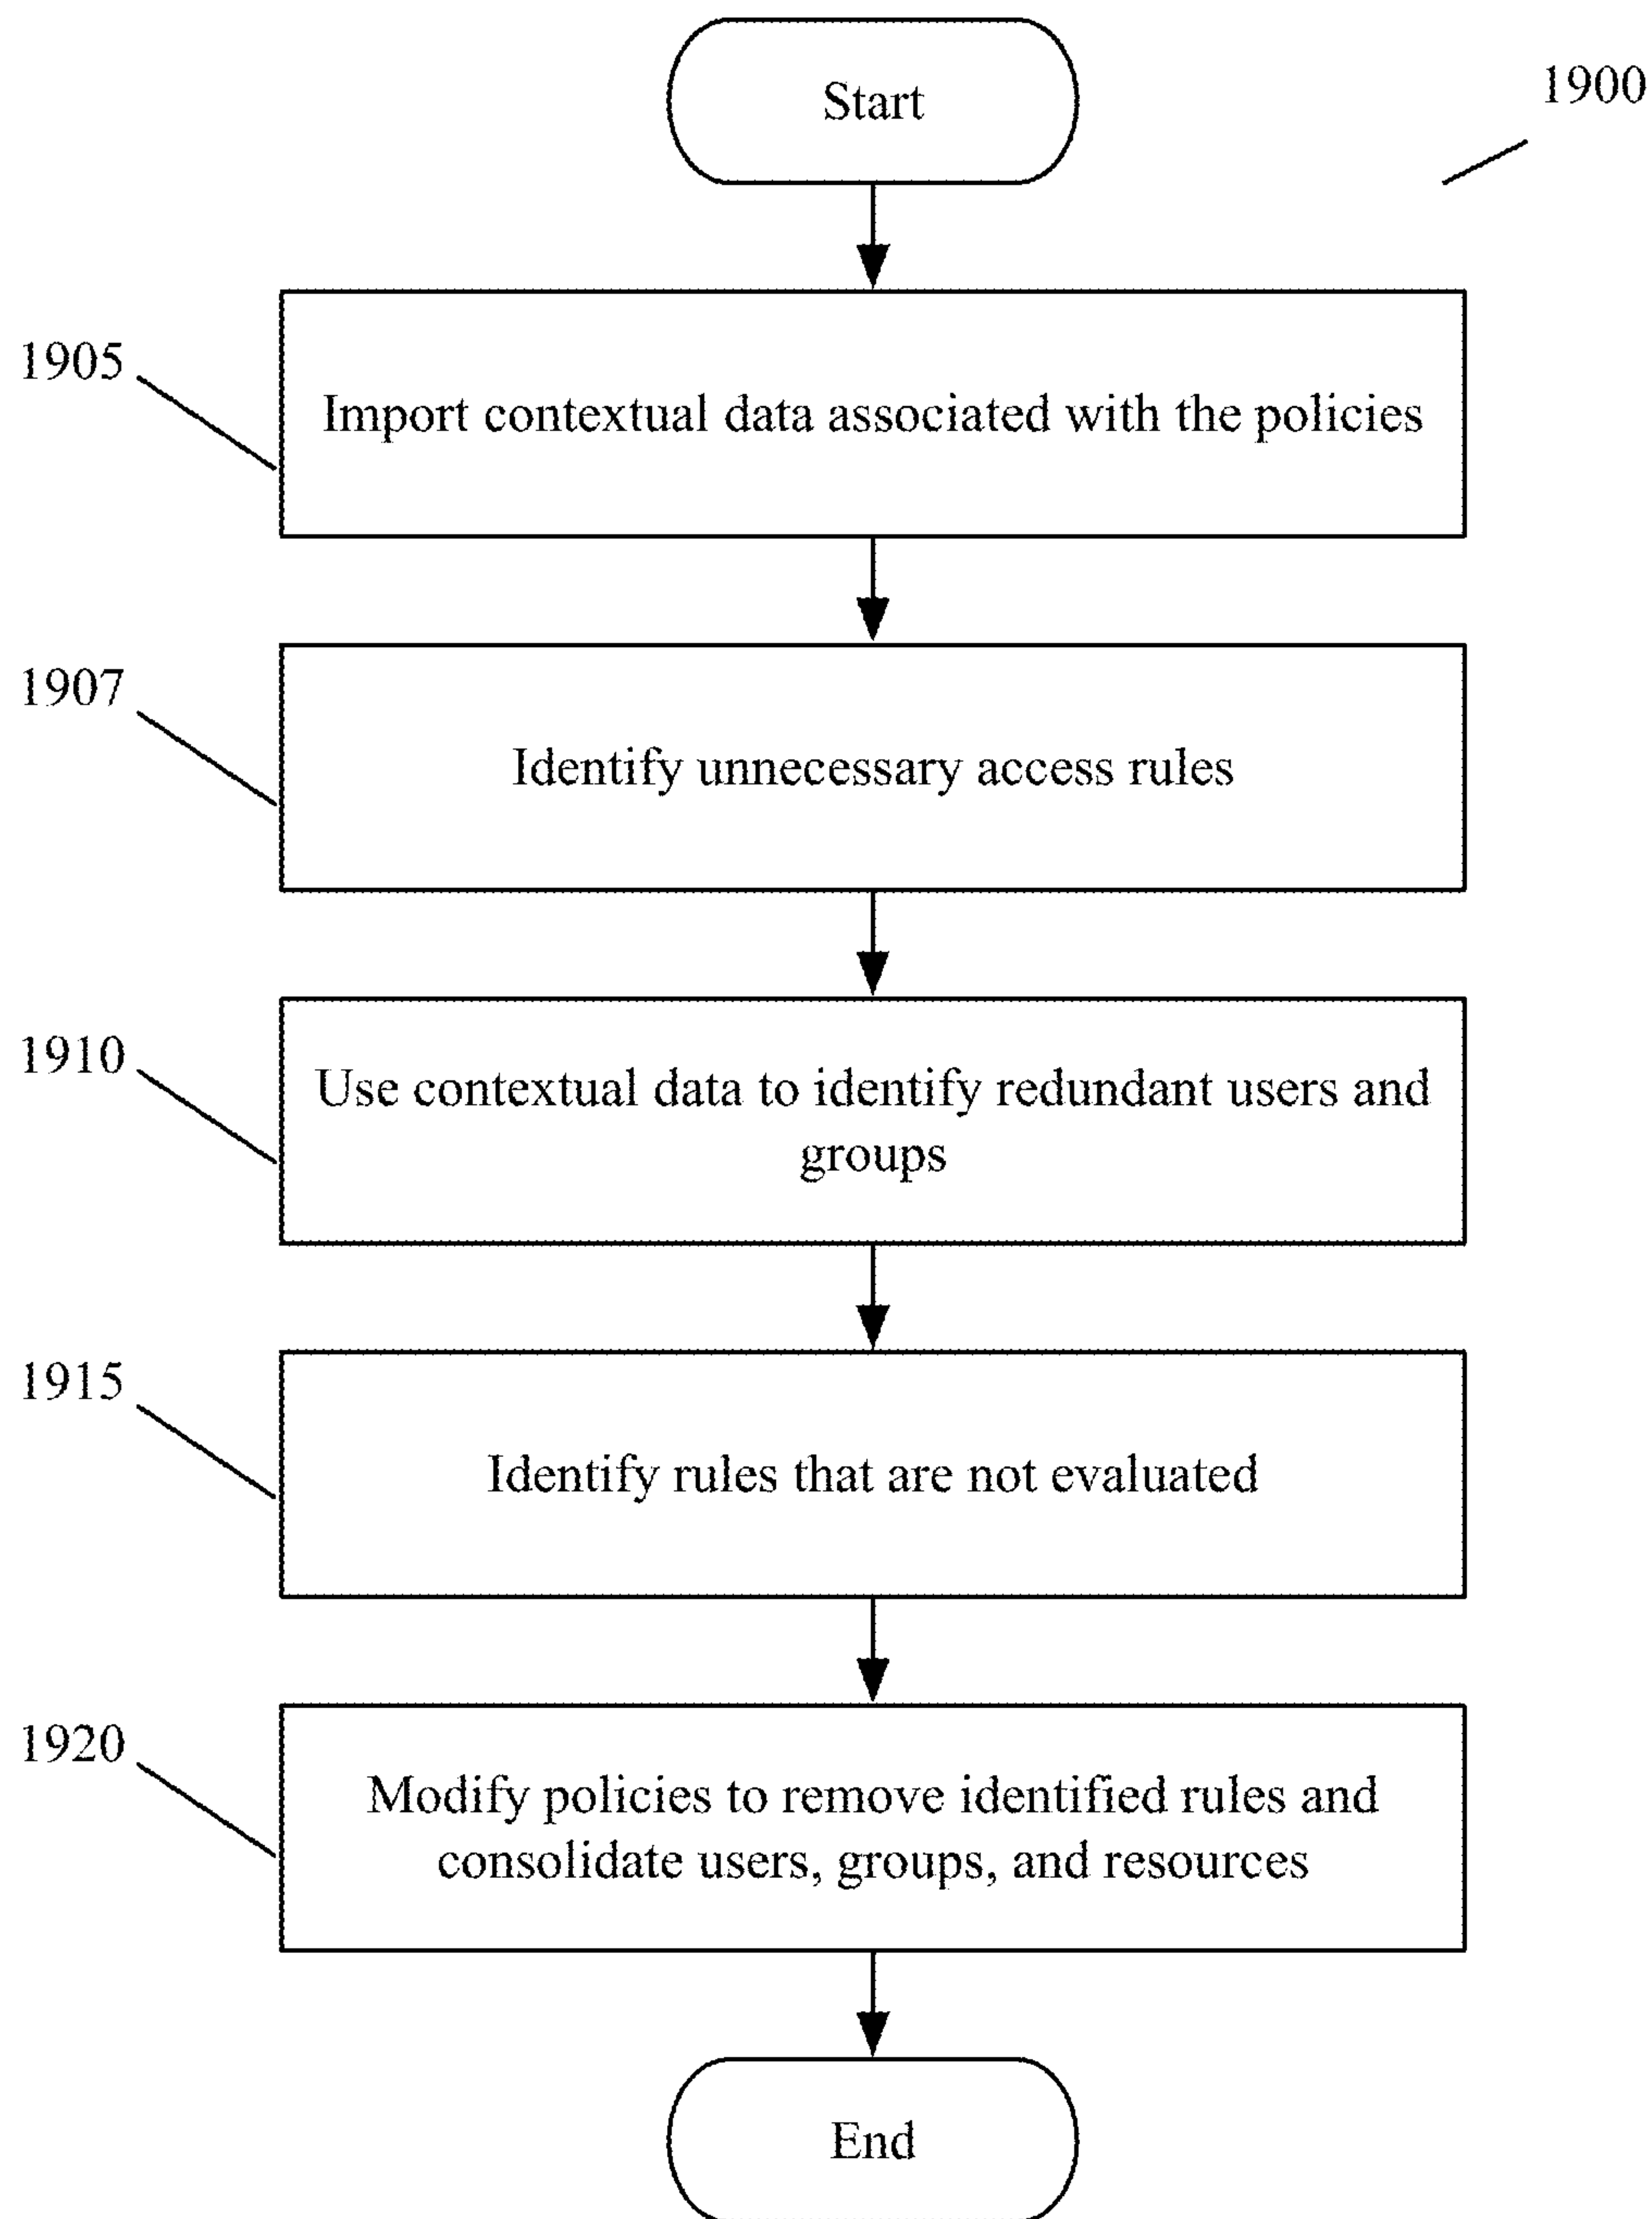 Start
1900
1905
Import contextual data associated with the policies
1907
Identify unnecessary access rules
1910
Use contextual data to identify redundant users and
groups
1915
Identify rules that are not evaluated
1920
Modify policies to remove identified rules and
consolidate users, groups, and resources
End